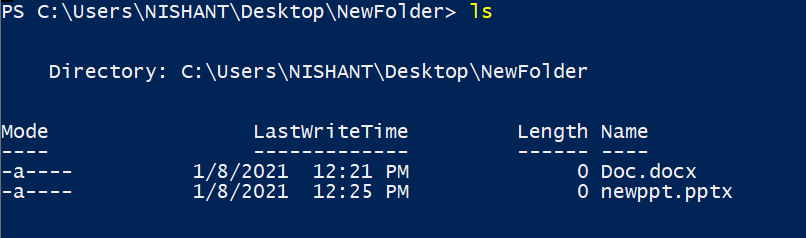 PS C:\Users\NISHANT\Desktop\NewFolder> ls
Directory: C:\Users\NISHANT\Desktop\NewFolder
Mode LastWriteTime Length Name
---- ------------- ------ ----
-a---- 1/8/2021 12:21 PM 0 Doc.docx
-a---- 1/8/2021 12:25 PM 0 newppt.pptx